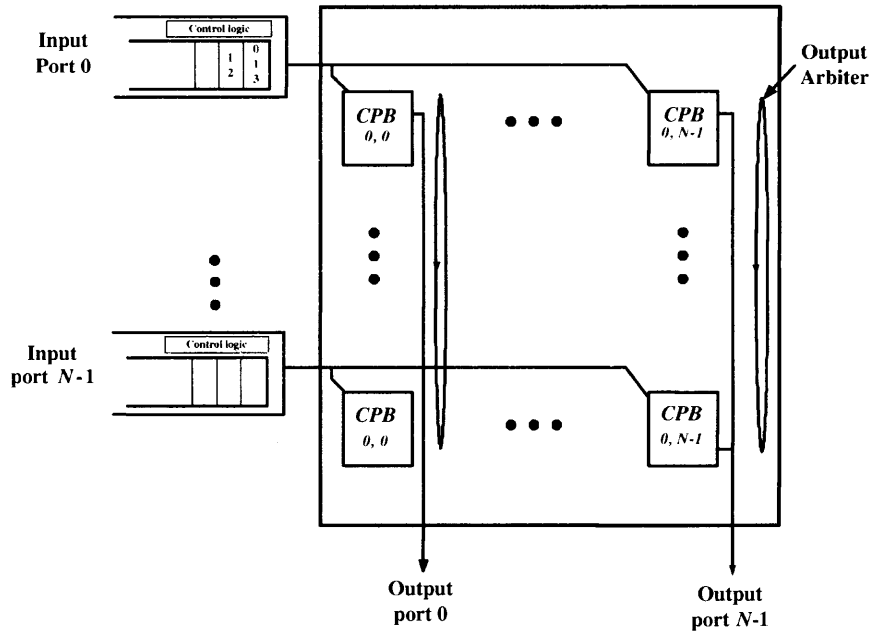 Input
Port 0
Control logic
1
2
0
1
3
Output
Arbiter
CPB
0, 0
CPB
0, N-1
Input
port N-1
Control logic
CPB
0, 0
CPB
0, N-1
Output
port 0
Output
port N-1